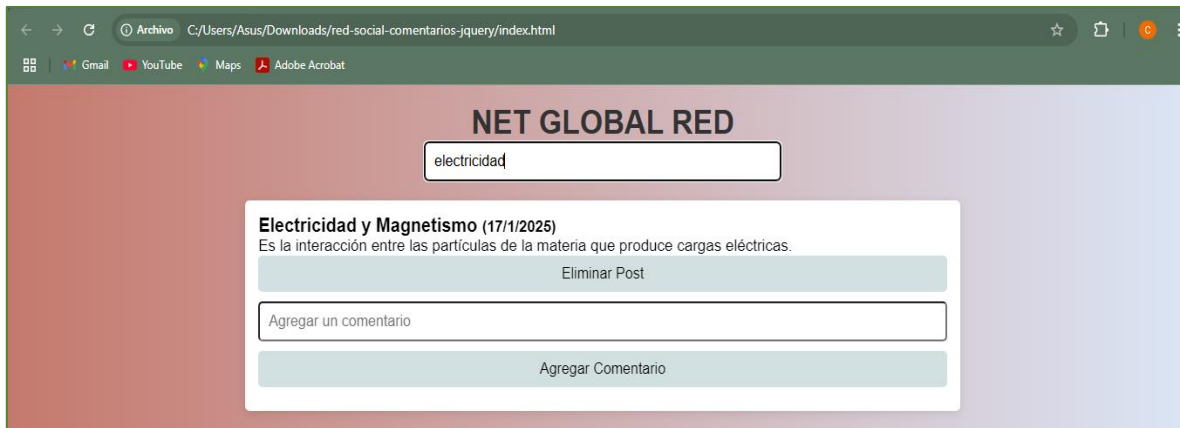 Archivo C:/Users/Asus/Downloads/red-social-comentarios-jquery/index.html C
Gmail YouTube Maps Adobe Acrobat
NET GLOBAL RED
electricidad
Electricidad y Magnetismo (17/1/2025)
Es la interacción entre las partículas de la materia que produce cargas eléctricas.
Eliminar Post
Agregar un comentario
Agregar Comentario